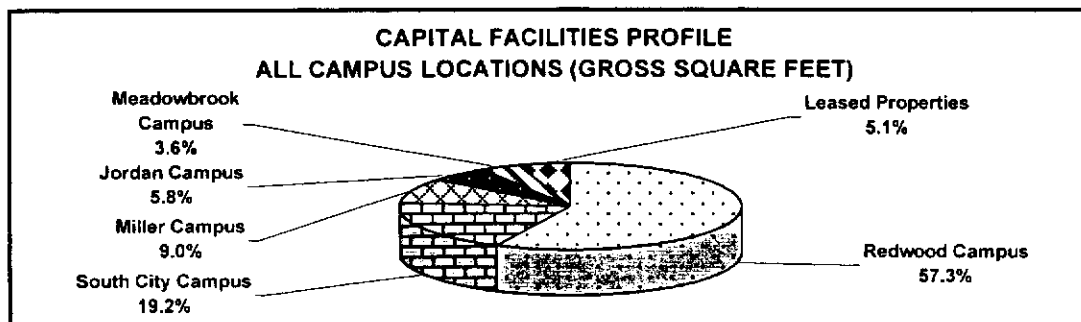 CAPITAL FACILITIES PROFILE
ALL CAMPUS LOCATIONS (GROSS SQUARE FEET)
Meadowbrook
Campus
3.6%
Jordan Campus
5.8%
Miller Campus
9.0%
South City Campus
19.2%
Leased Properties
5.1%
Redwood Campus
57.3%